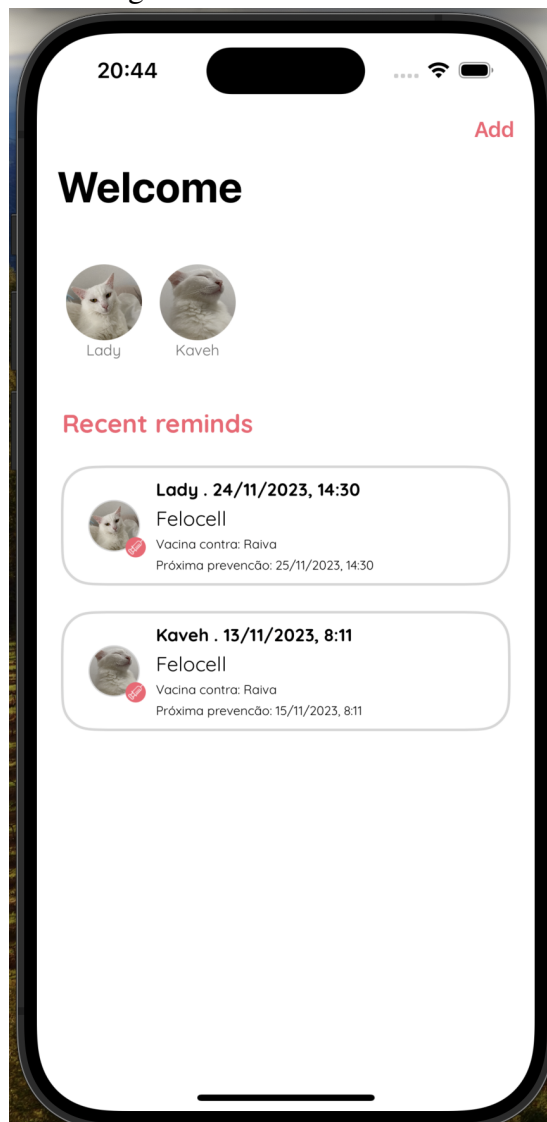 20:44
Add
Welcome
Lady
Kaveh
Recent reminds
Lady . 24/11/2023, 14:30
Felocell
Vacina contra: Raiva
Próxima prevencão: 25/11/2023, 14:30
Kaveh . 13/11/2023, 8:11
Felocell
Vacina contra: Raiva
Próxima prevencão: 15/11/2023, 8:11